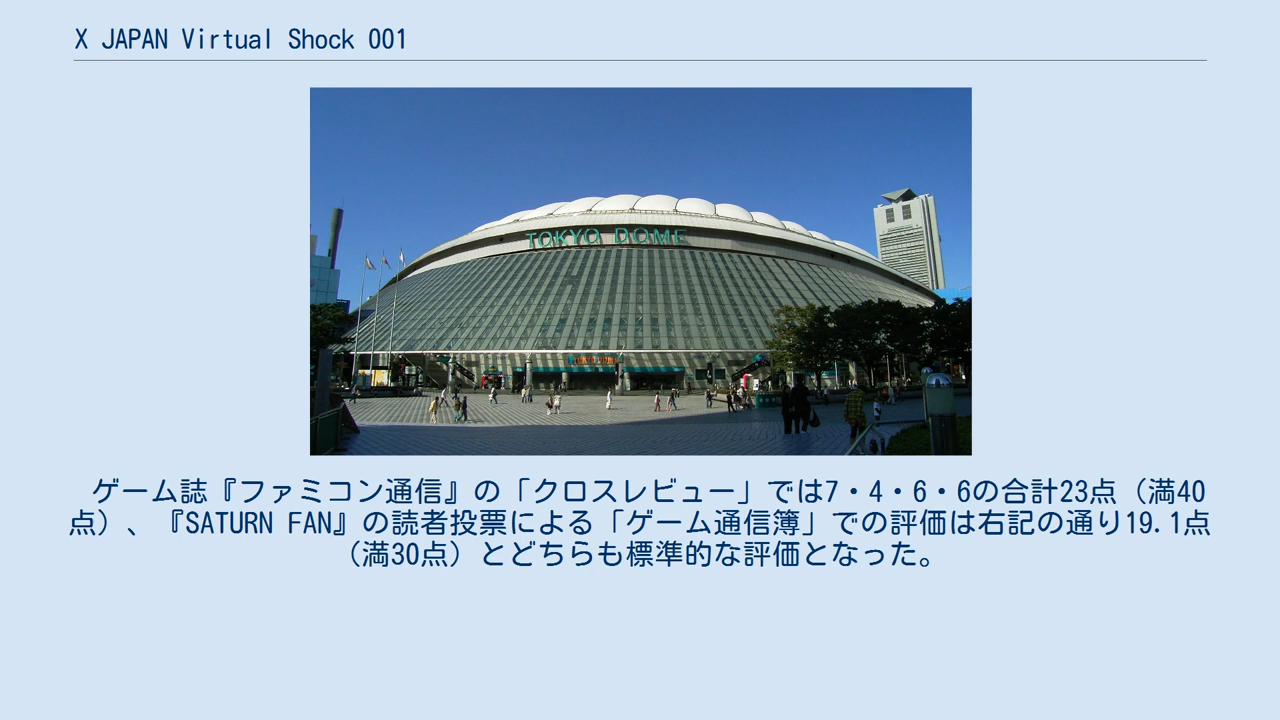 X JAPAN Virtual Shock 001
TOKYO DOME
TOKYO DOME
ゲーム誌『ファミコン通信』の「クロスレビュー」では7・4・6・6の合計23点（満40
点）、『SATURN FAN』の読者投票による「ゲーム通信簿」での評価は右記の通り19.1点
（満30点）とどちらも標準的な評価となった。